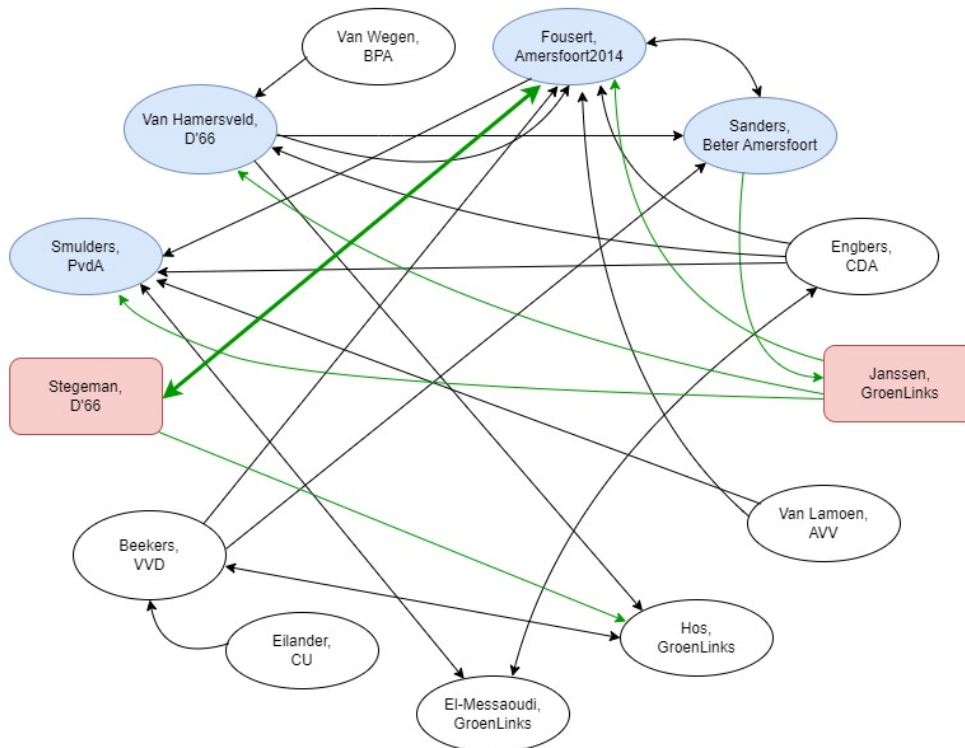 Van Wegen,
BPA
Fousert,
Amersfoort2014
Van Hamersveld,
D'66
Sanders,
Beter Amersfoort
Smulders,
PvdA
Engbers,
CDA
Stegeman,
D'66
Janssen,
GroenLinks
Van Lamoen,
AVV
Beekers,
VVD
Eilander,
CU
Hos,
GroenLinks
El-Messaoudi,
GroenLinks